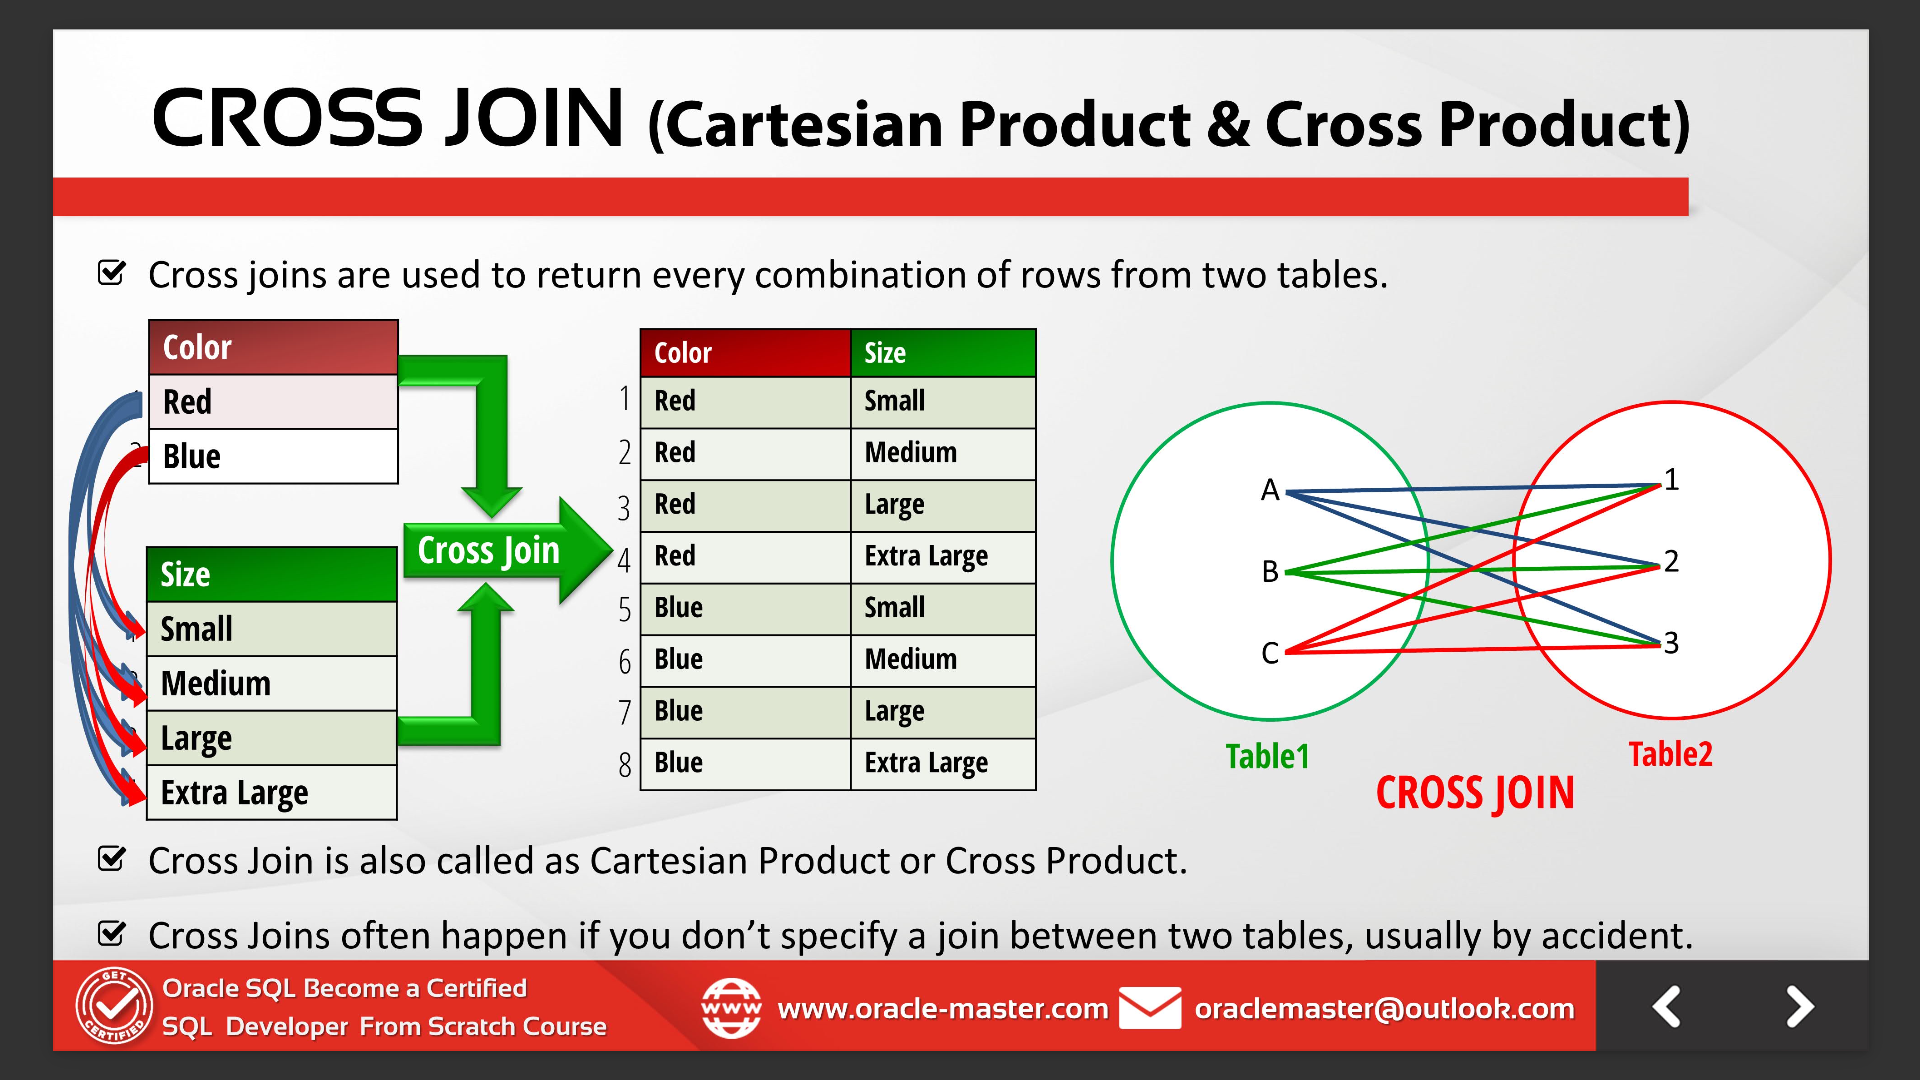 CROSS JOIN (Cartesian Product & Cross Product)
Cross joins are used to return every combination of rows from two tables.
Color
Red
Blue
Size
Small
Medium
Large
Extra Large
Cross Join
Color Size
1 Red Small
2 Red Medium
3 Red Large
4 Red Extra Large
5 Blue Small
6 Blue Medium
7 Blue Large
8 Blue Extra Large
A 1
B 2
C 3
Table1 Table2
CROSS JOIN
Cross Join is also called as Cartesian Product or Cross Product.
Cross Joins often happen if you don’t specify a join between two tables, usually by accident.
GET
CERTIFIED
Oracle SQL Become a Certified
SQL Developer From Scratch Course
www
www.oracle-master.com
oraclemaster@outlook.com